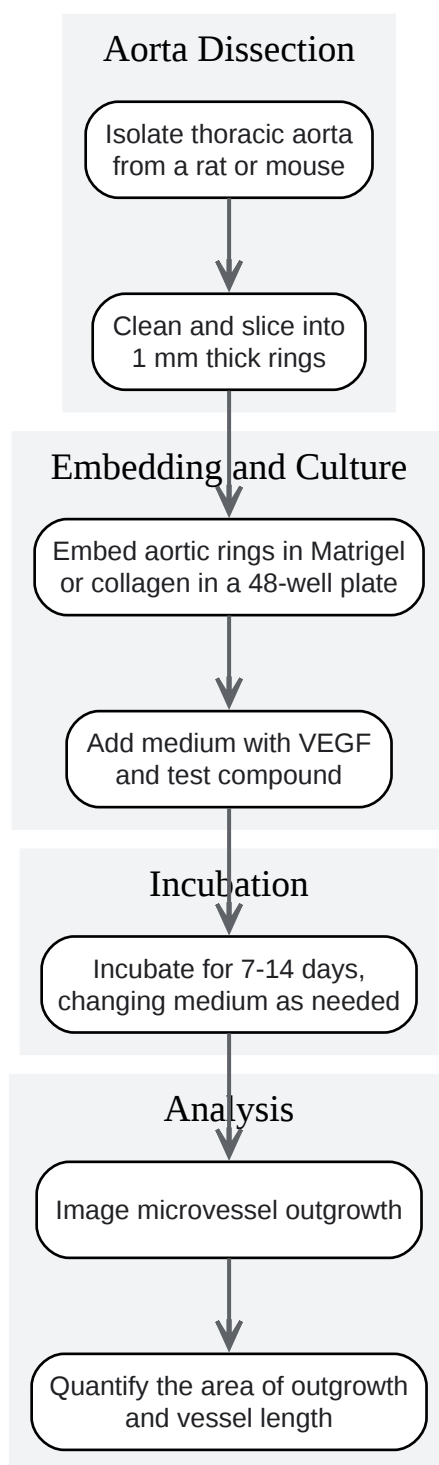 Aorta Dissection
Isolate thoracic aorta
from a rat or mouse
Clean and slice into
1 mm thick rings
Embedding and Culture
Embed aortic rings in Matrigel
or collagen in a 48-well plate
Add medium with VEGF
and test compound
Incubation
Incubate for 7-14 days,
changing medium as needed
Analysis
Image microvessel outgrowth
Quantify the area of outgrowth
and vessel length